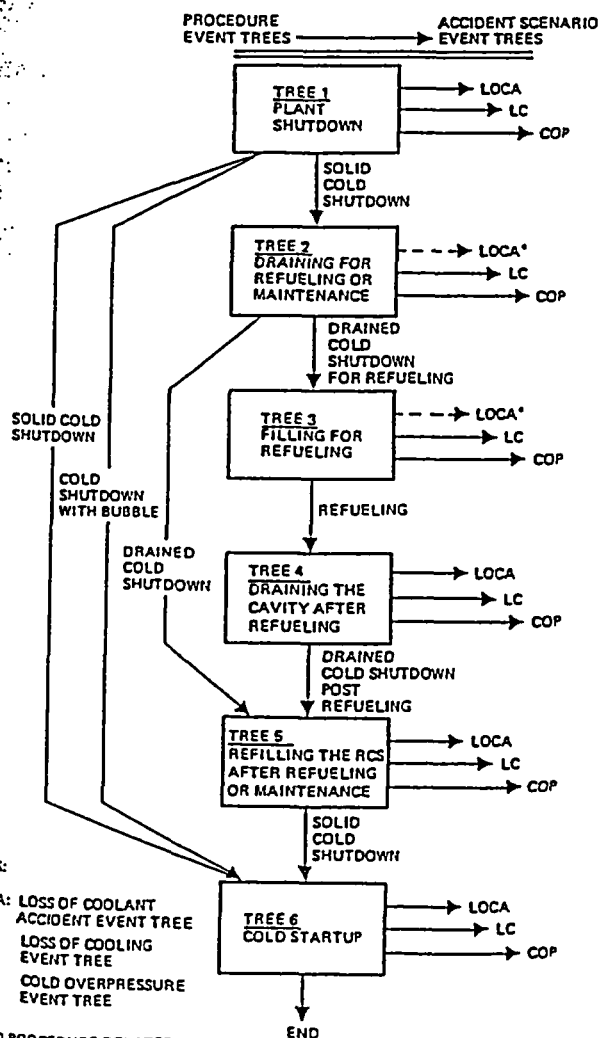 PROCEDURE
EVENT TREES
ACCIDENT SCENARIO
EVENT TREES
TREE 1
PLANT
SHUTDOWN
LOCA
LC
COP
SOLID
COLD
SHUTDOWN
TREE 2
DRAINING FOR
REFUELING OR
MAINTENANCE
LOCA*
LC
COP
DRAINED
COLD
SHUTDOWN
FOR REFUELING
TREE 3
FILLING FOR
REFUELING
LOCA*
LC
COP
SOLID COLD
SHUTDOWN
COLD
SHUTDOWN
WITH BUBBLE
DRAINED
COLD
SHUTDOWN
REFUELING
TREE 4
DRAINING THE
CAVITY AFTER
REFUELING
LOCA
LC
COP
DRAINED
COLD SHUTDOWN
POST
REFUELING
TREE 5
REFILLING THE RCS
AFTER REFUELING
OR MAINTENANCE
LOCA
LC
COP
SOLID
COLD
SHUTDOWN
TREE 6
COLD STARTUP
LOCA
LC
COP
END
A: LOSS OF COOLANT
ACCIDENT EVENT TREE
LOSS OF COOLING
EVENT TREE
COLD OVERPRESSURE
EVENT TREE